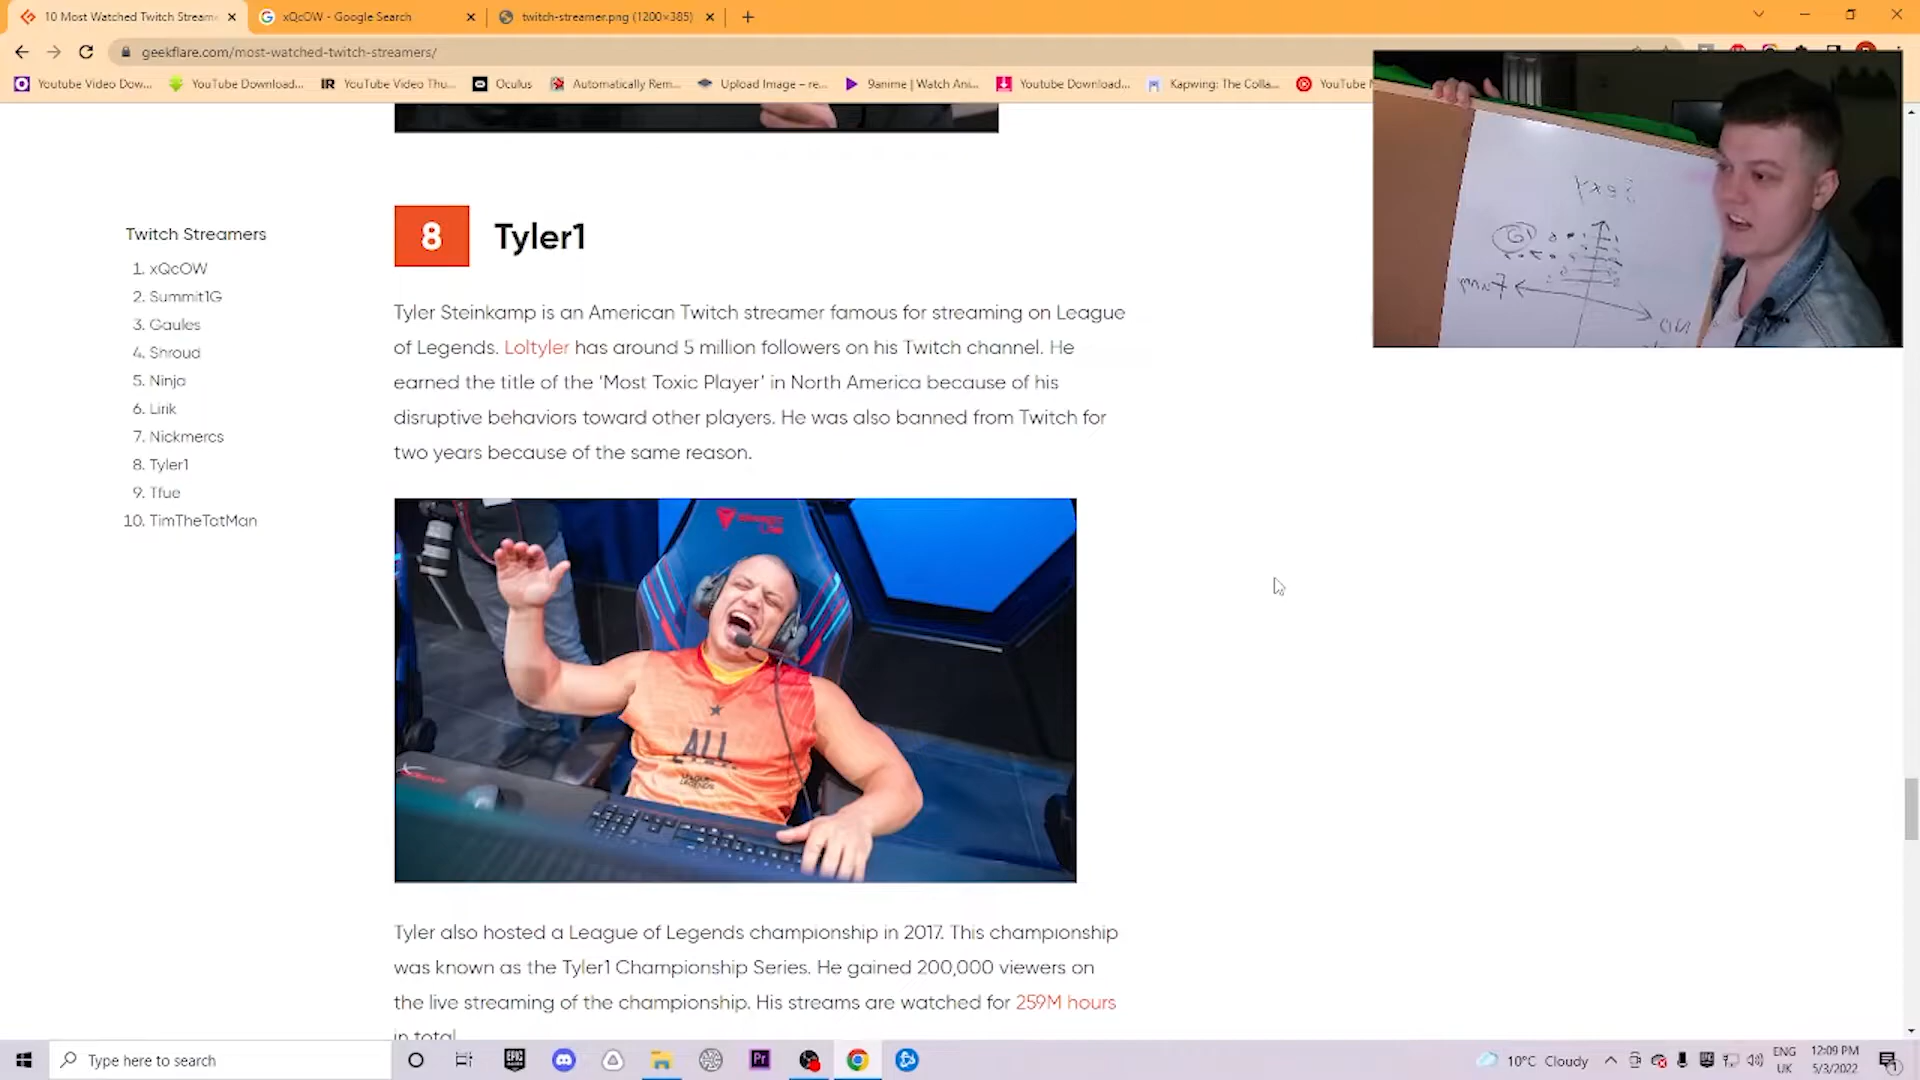 10 Most Watched Twitch Stream
xQcOW - Google Search
twitch-streamer.png (1200×385)
geekflare.com/most-watched-twitch-streamers/
Youtube Video Dow...
YouTube Download...
IR YouTube Video Thu...
Oculus
Automatically Rem...
Upload Image – re...
9anime | Watch Ani...
Youtube Download...
Kapwing: The Colla...
YouTube
Twitch Streamers
1. xQcOW
2. Summit1G
3. Gaules
4. Shroud
5. Ninja
6. Lirik
7. Nickmercs
8. Tyler1
9. Tfue
10. TimTheTatMan
8 Tyler1
Tyler Steinkamp is an American Twitch streamer famous for streaming on League
of Legends. Loltyler has around 5 million followers on his Twitch channel. He
earned the title of the ‘Most Toxic Player’ in North America because of his
disruptive behaviors toward other players. He was also banned from Twitch for
two years because of the same reason.
ALL
LEAGUE
LEGENDS
Tyler also hosted a League of Legends championship in 2017. This championship
was known as the Tyler1 Championship Series. He gained 200,000 viewers on
the live streaming of the championship. His streams are watched for 259M hours
in total
Type here to search
EPIC
Pr
10°C Cloudy
ENG
UK
12:09 PM
5/3/2022